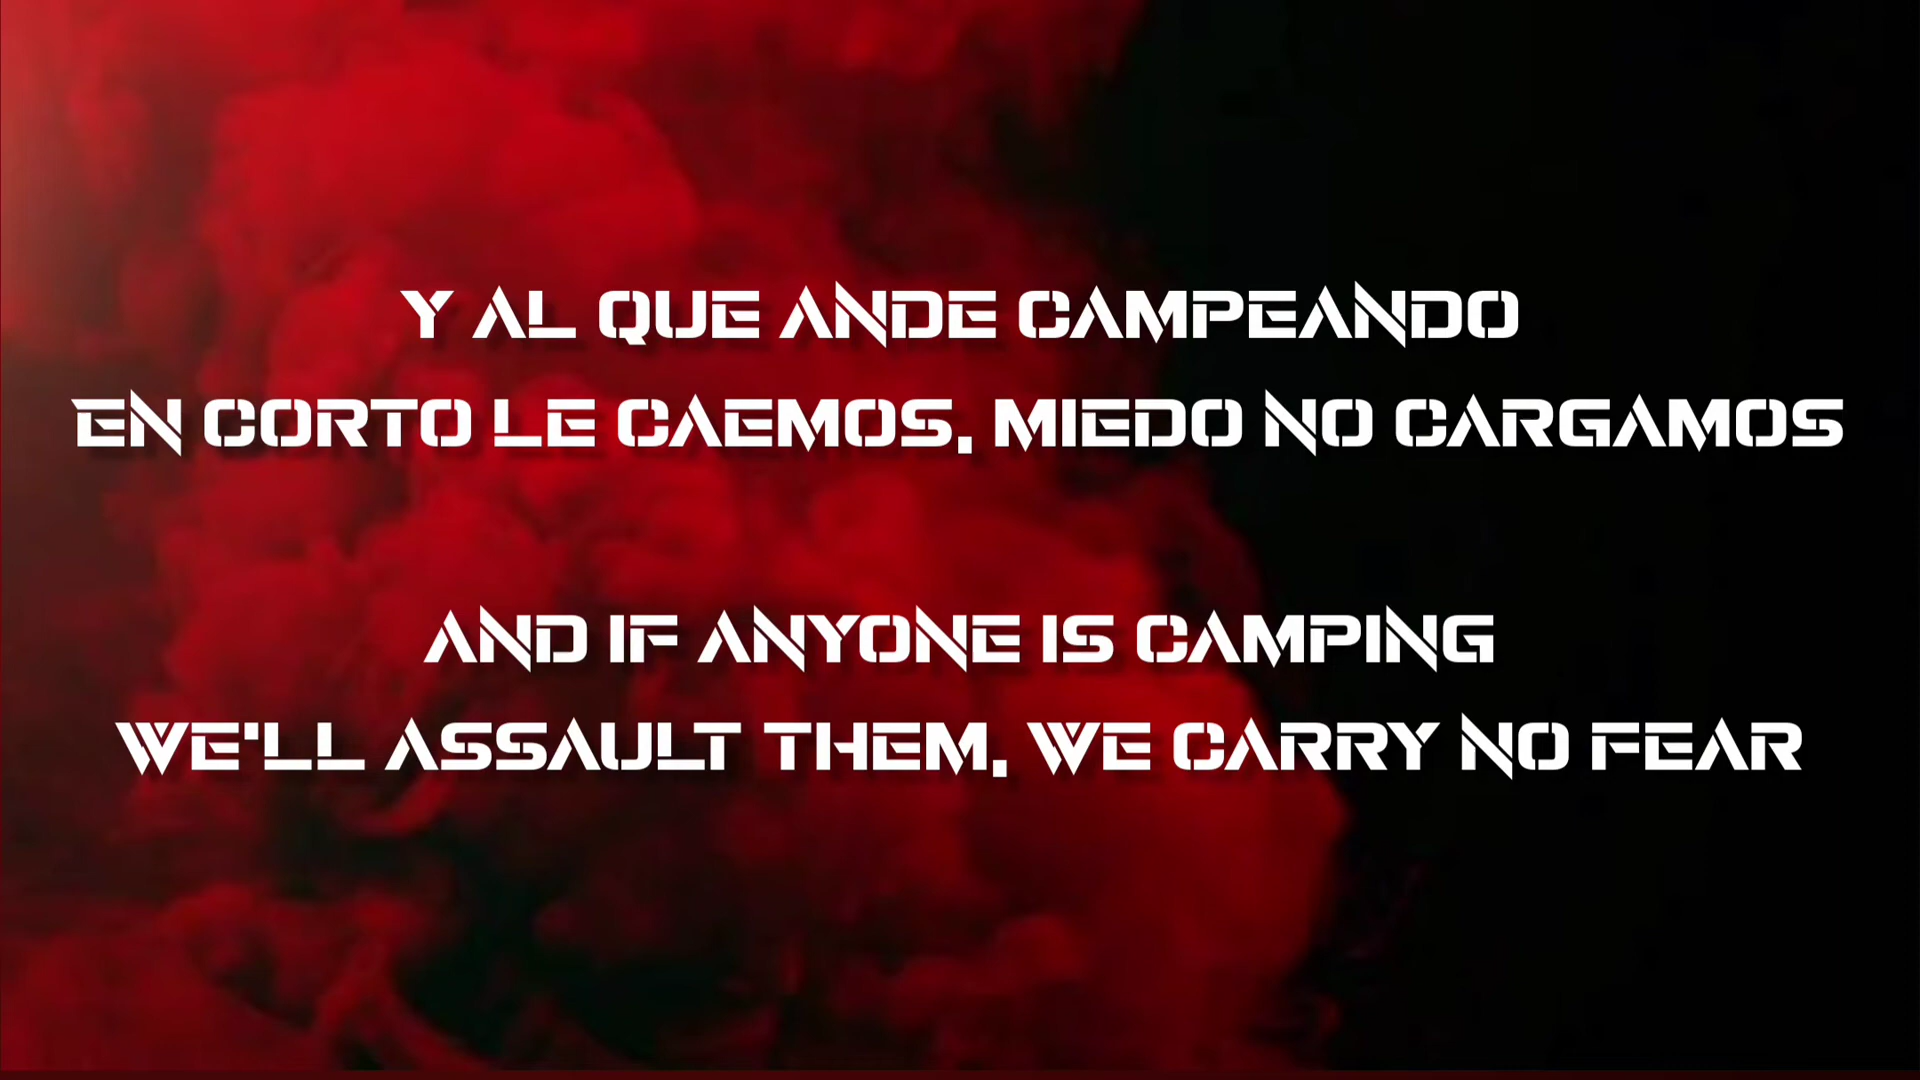 Y AL QUE ANDE CAMPEANDO
EN CORTO LE CAEMOS, MIEDO NO CARGAMOS
AND IF ANYONE IS CAMPING
WE'LL ASSAULT THEM, WE CARRY NO FEAR